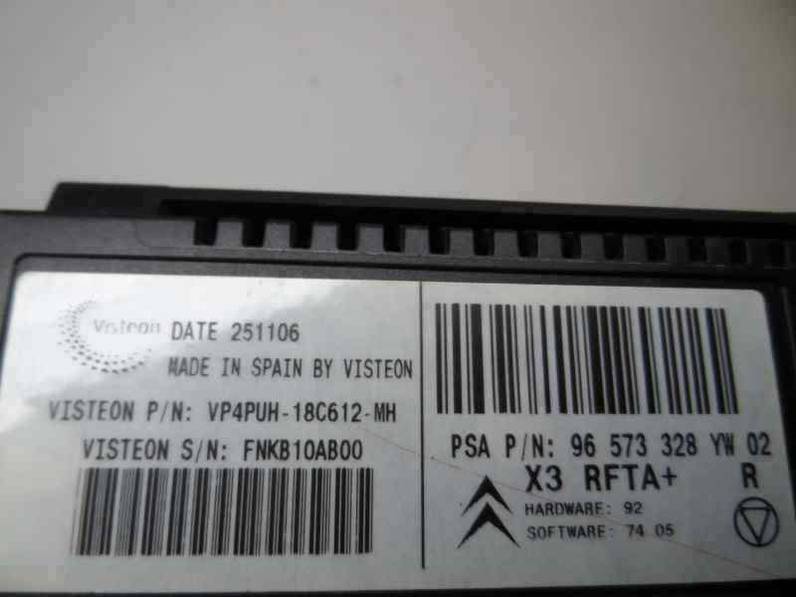 Visteon DATE 251106
MADE IN SPAIN BY VISTEON
VISTEON P/N: VP4PUH-18C612-MH
VISTEON S/N: FNKB10AB00
PSA P/N: 96 573 328 YW 02
X3 RFTA+ R
HARDWARE: 92
SOFTWARE: 74 05